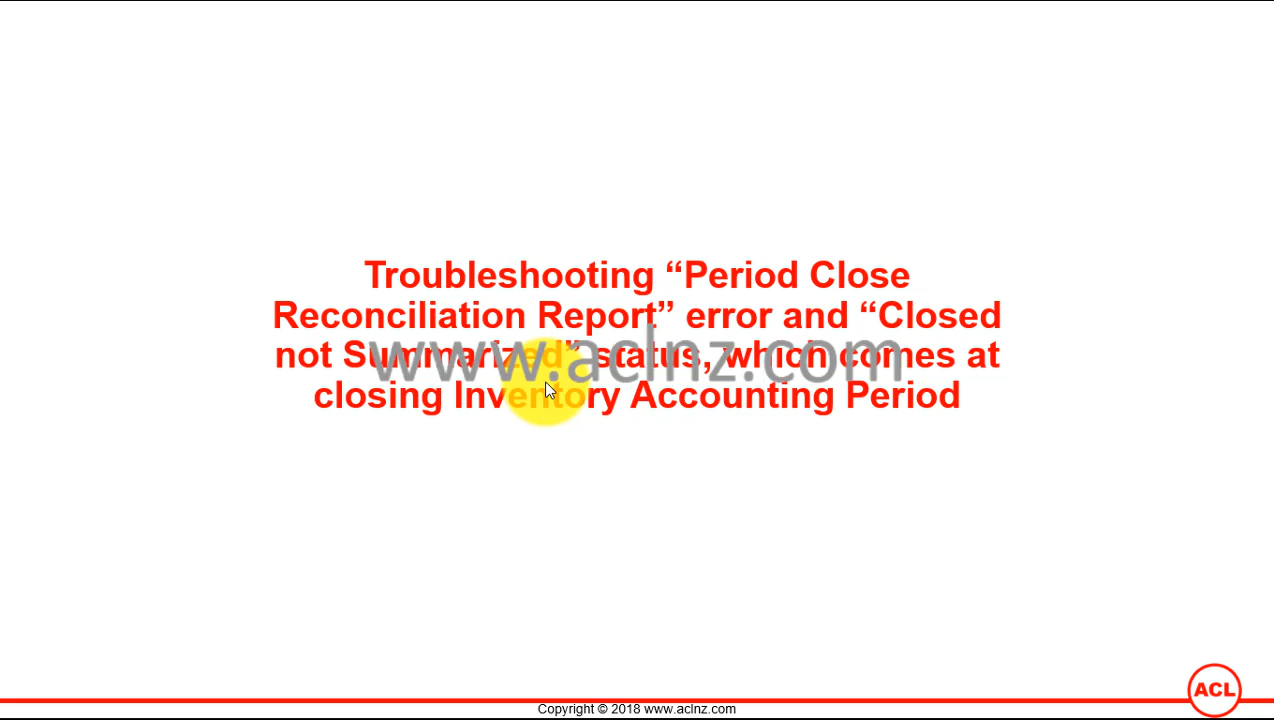 Troubleshooting “Period Close
Reconciliation Report” error and “Closed
not Summarized” status, which comes at
closing Inventory Accounting Period
www.aclnz.com
ACL
Copyright © 2018 www.aclnz.com